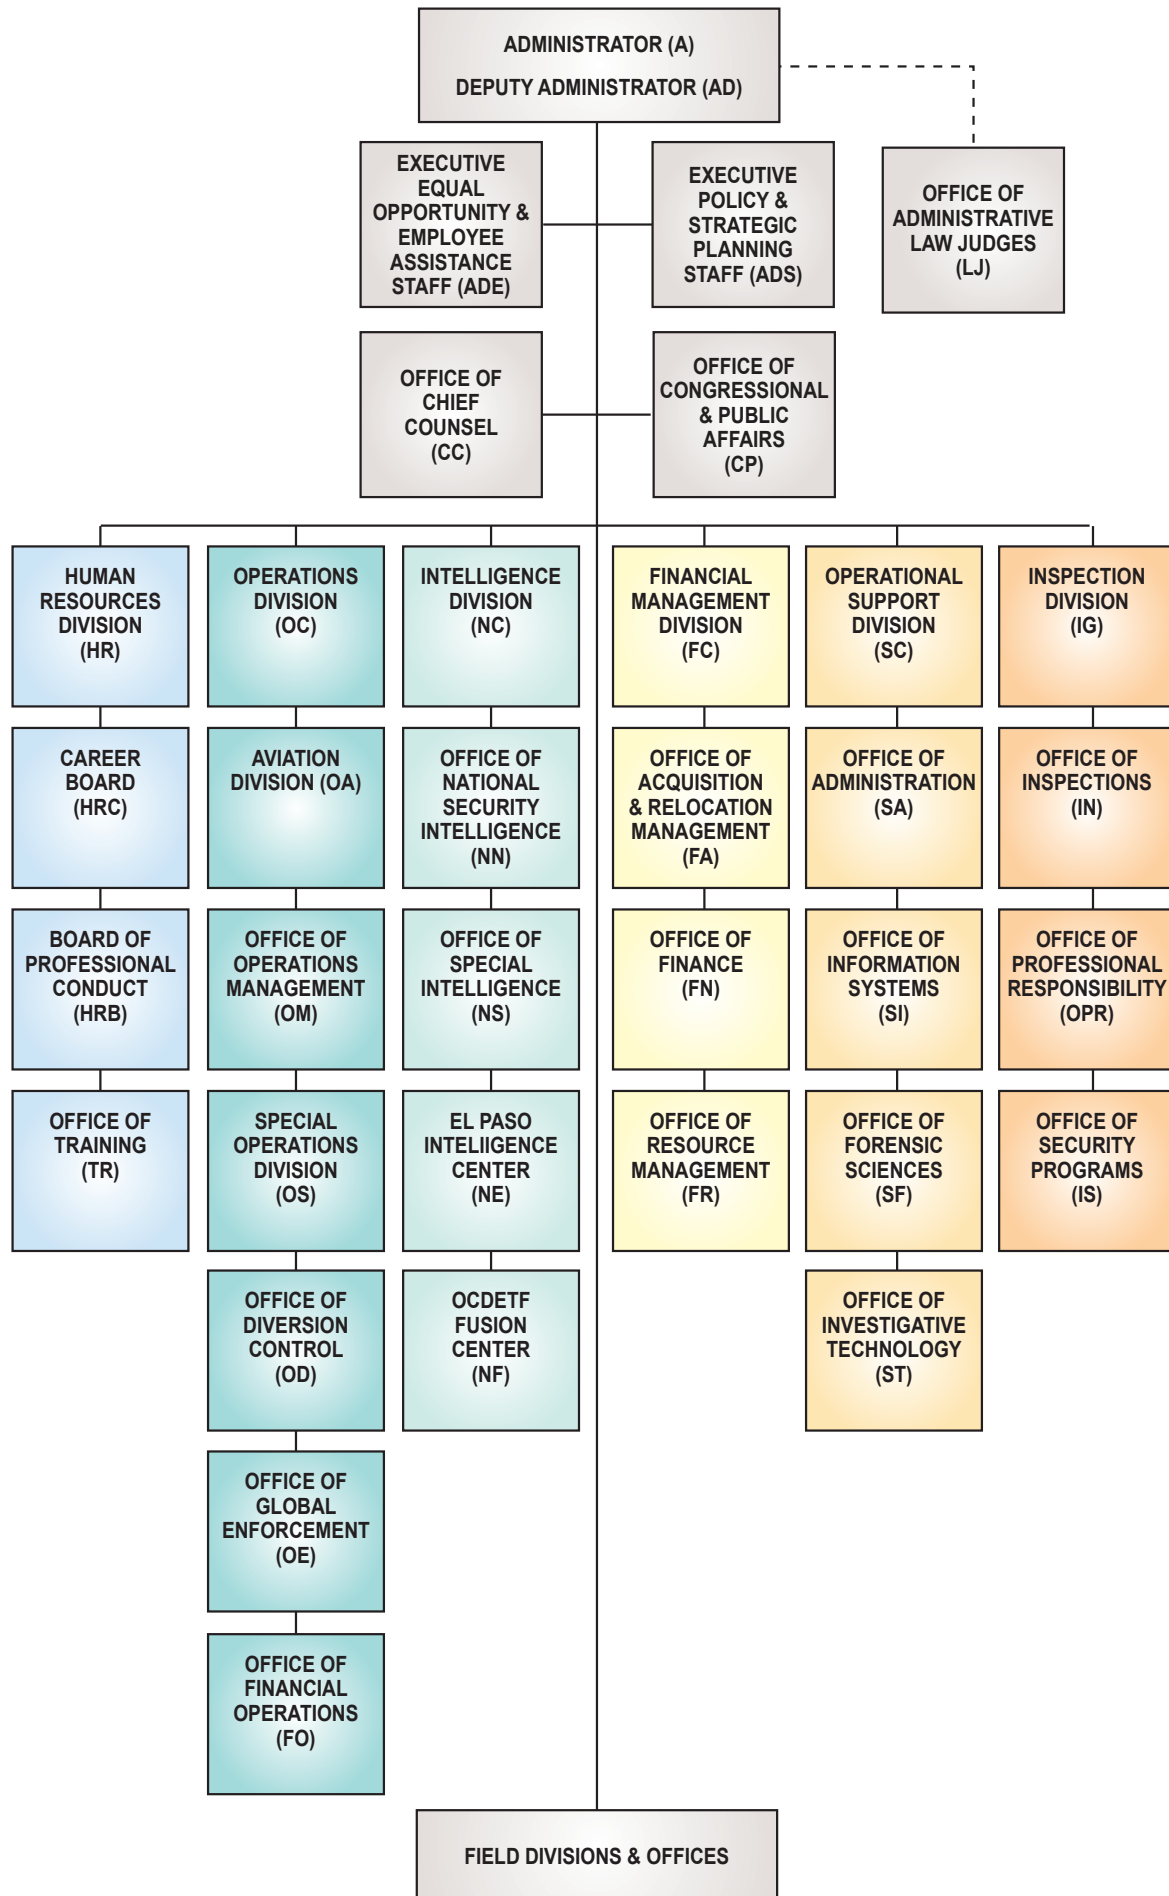 ADMINISTRATOR (A)
DEPUTY ADMINISTRATOR (AD)
EXECUTIVE
EQUAL
OPPORTUNITY &
EMPLOYEE
ASSISTANCE
STAFF (ADE)
EXECUTIVE
POLICY &
STRATEGIC
PLANNING
STAFF (ADS)
OFFICE OF
ADMINISTRATIVE
LAW JUDGES
(LJ)
OFFICE OF
CHIEF
COUNSEL
(CC)
OFFICE OF
CONGRESSIONAL
& PUBLIC
AFFAIRS
(CP)
HUMAN
RESOURCES
DIVISION
(HR)
CAREER
BOARD
(HRC)
BOARD OF
PROFESSIONAL
CONDUCT
(HRB)
OFFICE OF
TRAINING
(TR)
OPERATIONS
DIVISION
(OC)
AVIATION
DIVISION (OA)
OFFICE OF
OPERATIONS
MANAGEMENT
(OM)
SPECIAL
OPERATIONS
DIVISION
(OS)
OFFICE OF
DIVERSION
CONTROL
(OD)
OFFICE OF
GLOBAL
ENFORCEMENT
(OE)
OFFICE OF
FINANCIAL
OPERATIONS
(FO)
INTELLIGENCE
DIVISION
(NC)
OFFICE OF
NATIONAL
SECURITY
INTELLIGENCE
(NN)
OFFICE OF
SPECIAL
INTELLIGENCE
(NS)
EL PASO
INTELIIGENCE
CENTER
(NE)
OCDETF
FUSION
CENTER
(NF)
FINANCIAL
MANAGEMENT
DIVISION
(FC)
OFFICE OF
ACQUISITION
& RELOCATION
MANAGEMENT
(FA)
OFFICE OF
FINANCE
(FN)
OFFICE OF
RESOURCE
MANAGEMENT
(FR)
OPERATIONAL
SUPPORT
DIVISION
(SC)
OFFICE OF
ADMINISTRATION
(SA)
OFFICE OF
INFORMATION
SYSTEMS
(SI)
OFFICE OF
FORENSIC
SCIENCES
(SF)
OFFICE OF
INVESTIGATIVE
TECHNOLOGY
(ST)
INSPECTION
DIVISION
(IG)
OFFICE OF
INSPECTIONS
(IN)
OFFICE OF
PROFESSIONAL
RESPONSIBILITY
(OPR)
OFFICE OF
SECURITY
PROGRAMS
(IS)
FIELD DIVISIONS & OFFICES